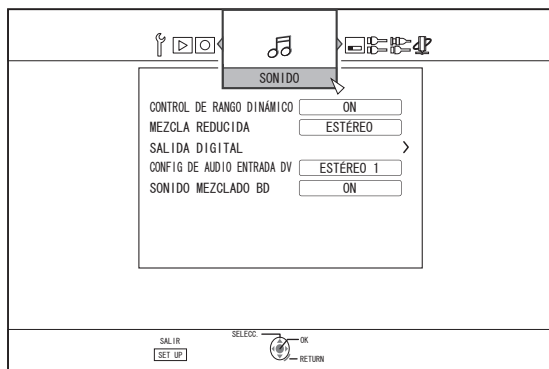 SONIDO
CONTROL DE RANGO DINÁMICO ON
MEZCLA REDUCIDA ESTÉREO
SALIDA DIGITAL
CONFIG DE AUDIO ENTRADA DV ESTÉREO 1
SONIDO MEZCLADO BD ON
SALIR
SET UP
SELECC.
OK
RETURN